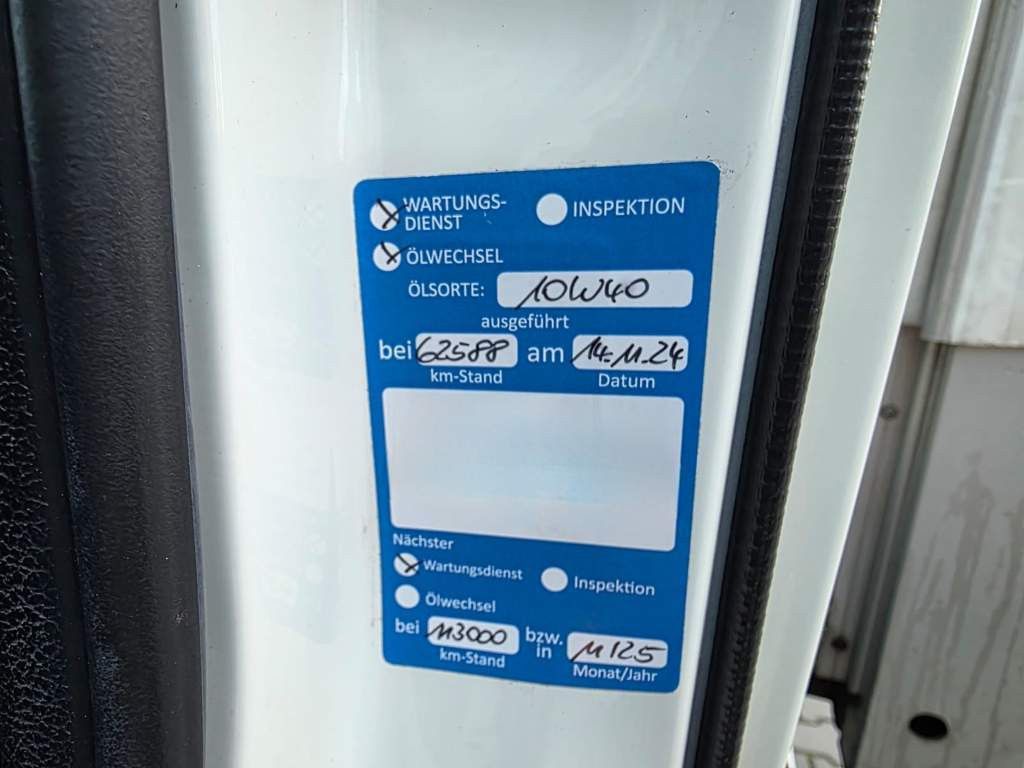 WARTUNGS-
DIENST
INSPEKTION
ÖLWECHSEL
ÖLSORTE: 10W40
ausgeführt
bei 62588 am 14.11.24
km-Stand Datum
Nächster
Wartungsdienst Inspektion
Ölwechsel
bei 113000 bzw. in 11/25
km-Stand Monat/Jahr